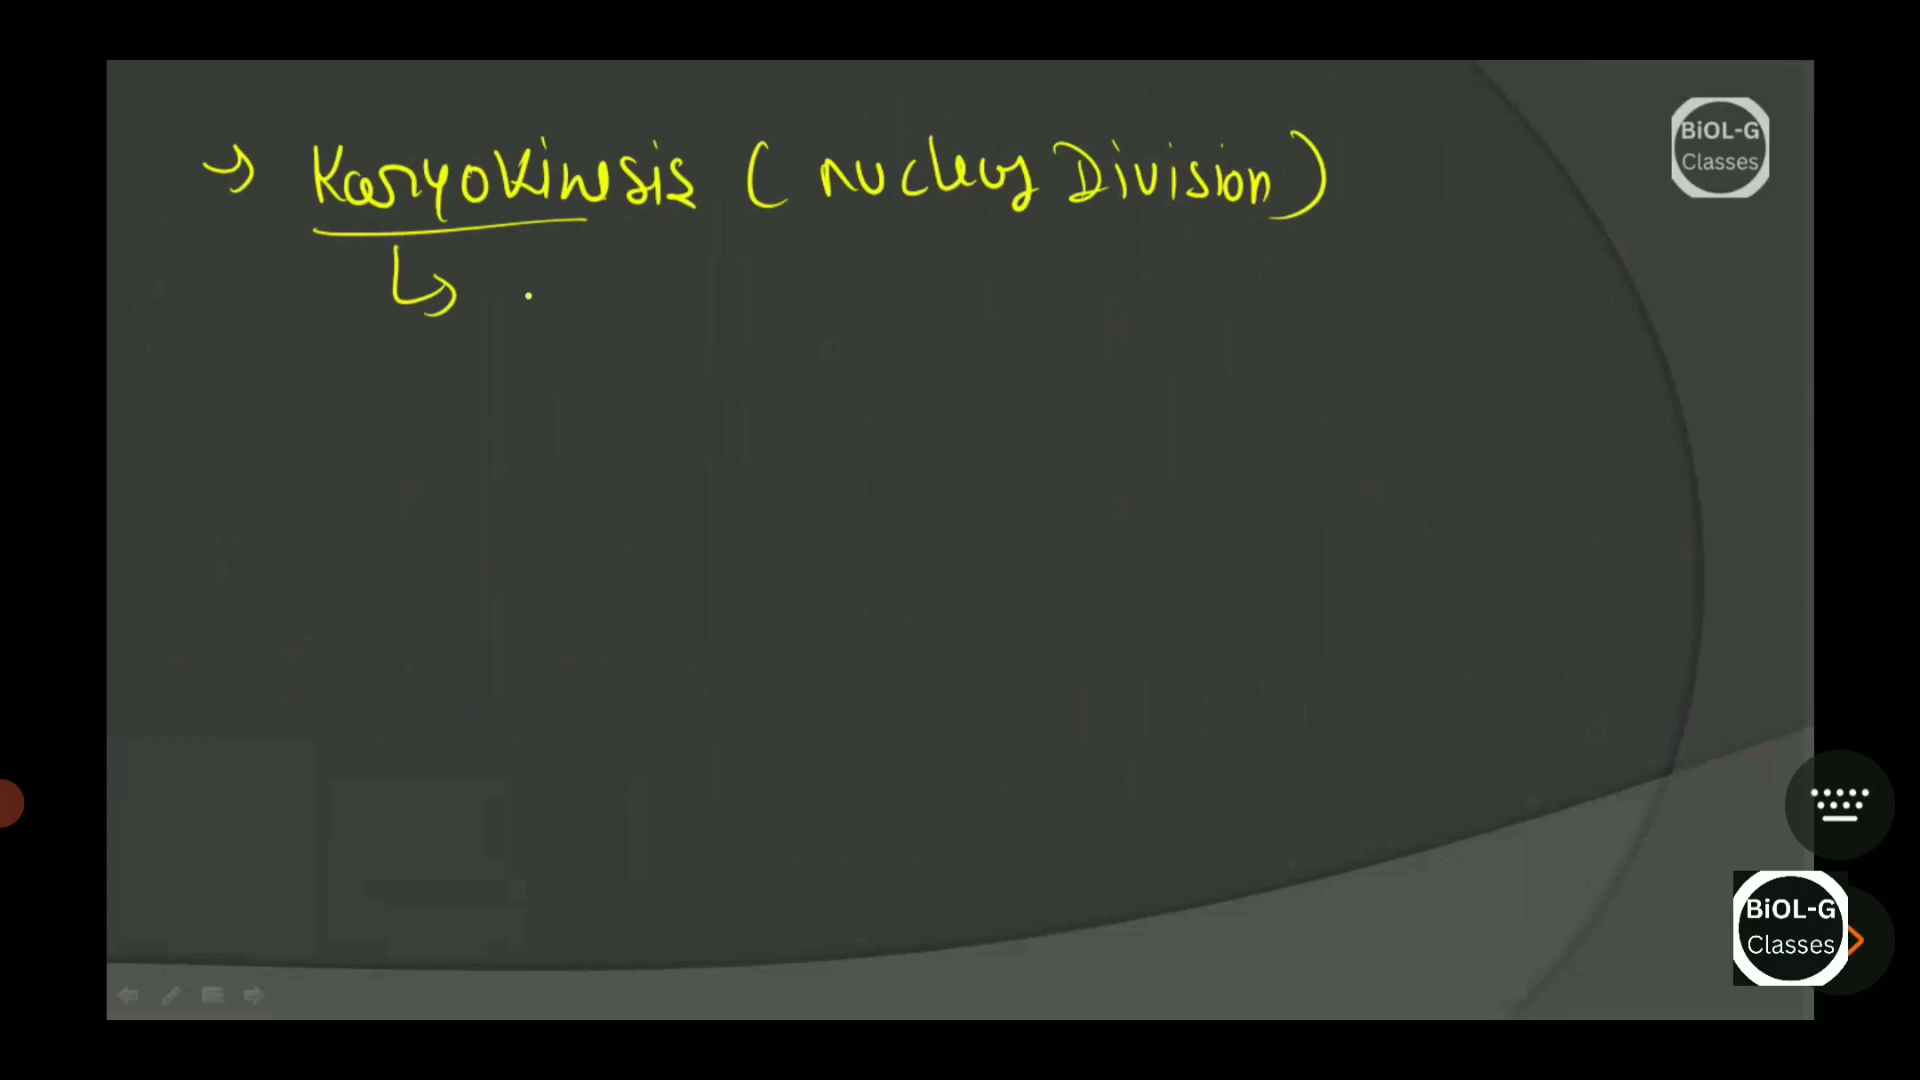 BiOL-G
Classes
→ Karyokinesis ( nucleus Division )
↳ .
BiOL-G
Classes